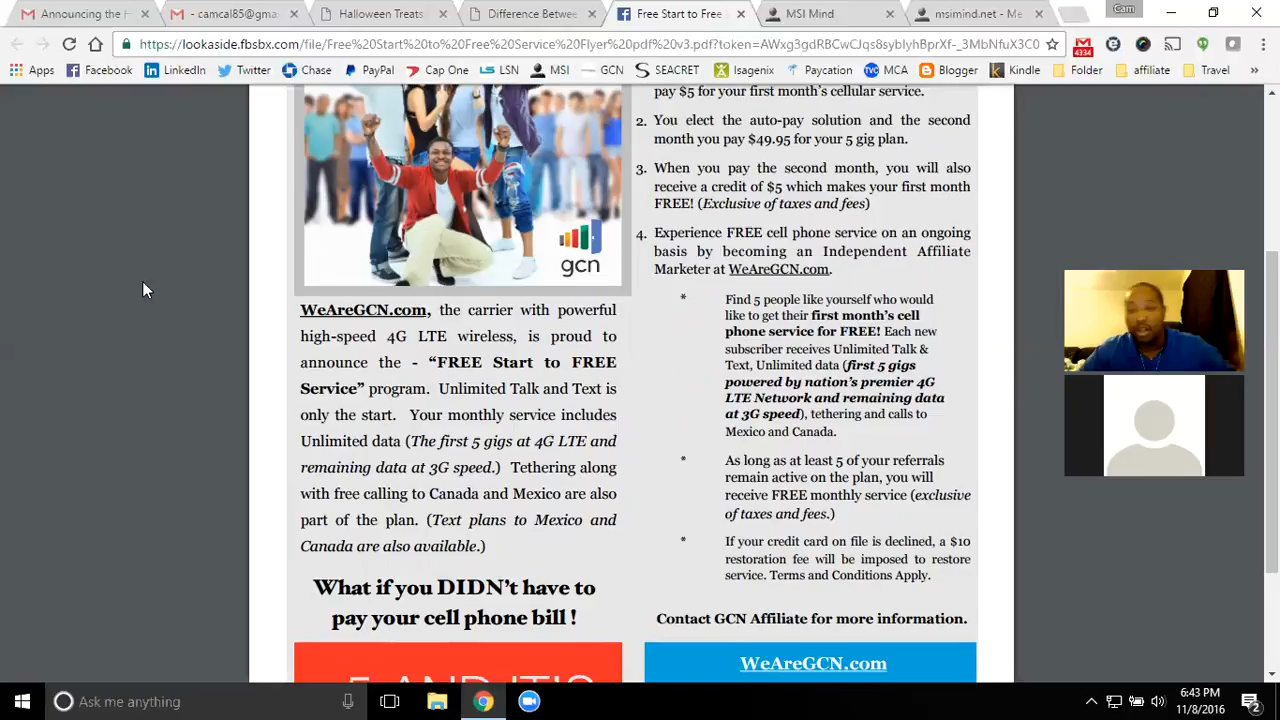 Announcing the H
- camcal85@gma
Halloween Treats
Difference Betwe
Free Start to Free
MSI Mind
msimind.net - Me
Cam
https://lookaside.fbsbx.com/file/Free%20Start%20to%20Free%20Service%20Flyer%20pdf%20v3.pdf?token=AWxg3gdRBCwCJqs8syblyhBprXf-_3MbNfuX3C0
4334
Apps
Facebook
LinkedIn
Twitter
Chase
PayPal
Cap One
LSN
MSI
GCN
SEACRET
Isagenix
Paycation
TVC
MCA
Blogger
Kindle
Folder
affiliate
Travel
gcn
WeAreGCN.com, the carrier with powerful
high-speed 4G LTE wireless, is proud to
announce the - “FREE Start to FREE
Service” program. Unlimited Talk and Text is
only the start. Your monthly service includes
Unlimited data (The first 5 gigs at 4G LTE and
remaining data at 3G speed.) Tethering along
with free calling to Canada and Mexico are also
part of the plan. (Text plans to Mexico and
Canada are also available.)
What if you DIDN’t have to
pay your cell phone bill !
5 AND IT'S
pay $5 for your first month’s cellular service.
2. You elect the auto-pay solution and the second
month you pay $49.95 for your 5 gig plan.
3. When you pay the second month, you will also
receive a credit of $5 which makes your first month
FREE! (Exclusive of taxes and fees)
4. Experience FREE cell phone service on an ongoing
basis by becoming an Independent Affiliate
Marketer at WeAreGCN.com.
* Find 5 people like yourself who would
like to get their first month’s cell
phone service for FREE! Each new
subscriber receives Unlimited Talk &
Text, Unlimited data (first 5 gigs
powered by nation’s premier 4G
LTE Network and remaining data
at 3G speed), tethering and calls to
Mexico and Canada.
* As long as at least 5 of your referrals
remain active on the plan, you will
receive FREE monthly service (exclusive
of taxes and fees.)
* If your credit card on file is declined, a $10
restoration fee will be imposed to restore
service. Terms and Conditions Apply.
Contact GCN Affiliate for more information.
WeAreGCN.com
Ask me anything
6:43 PM
11/8/2016
2